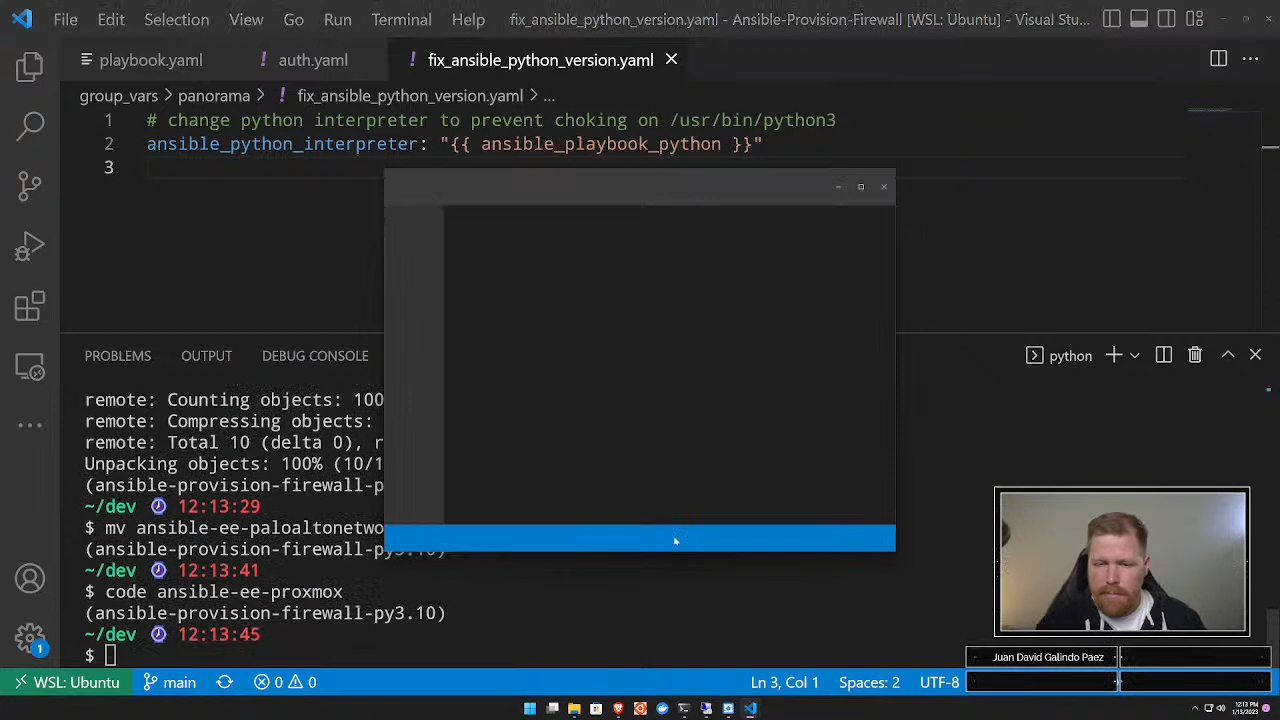 File Edit Selection View Go Run Terminal Help fix_ansible_python_version.yaml - Ansible-Provision-Firewall [WSL: Ubuntu] - Visual Stu...
playbook.yaml ! auth.yaml ! fix_ansible_python_version.yaml
group_vars > panorama > ! fix_ansible_python_version.yaml > ...
1 # change python interpreter to prevent choking on /usr/bin/python3
2 ansible_python_interpreter: "{{ ansible_playbook_python }}"
3
PROBLEMS OUTPUT DEBUG CONSOLE python
remote: Counting objects: 100
remote: Compressing objects:
remote: Total 10 (delta 0), r
Unpacking objects: 100% (10/1
(ansible-provision-firewall-p
~/dev 12:13:29
$ mv ansible-ee-paloaltonetwo
(ansible-provision-firewall-py3.10)
~/dev 12:13:41
$ code ansible-ee-proxmox
(ansible-provision-firewall-py3.10)
~/dev 12:13:45
$
Juan David Galindo Paez
1
WSL: Ubuntu main 0 0 Ln 3, Col 1 Spaces: 2 UTF-8
12:13 PM
1/13/2023